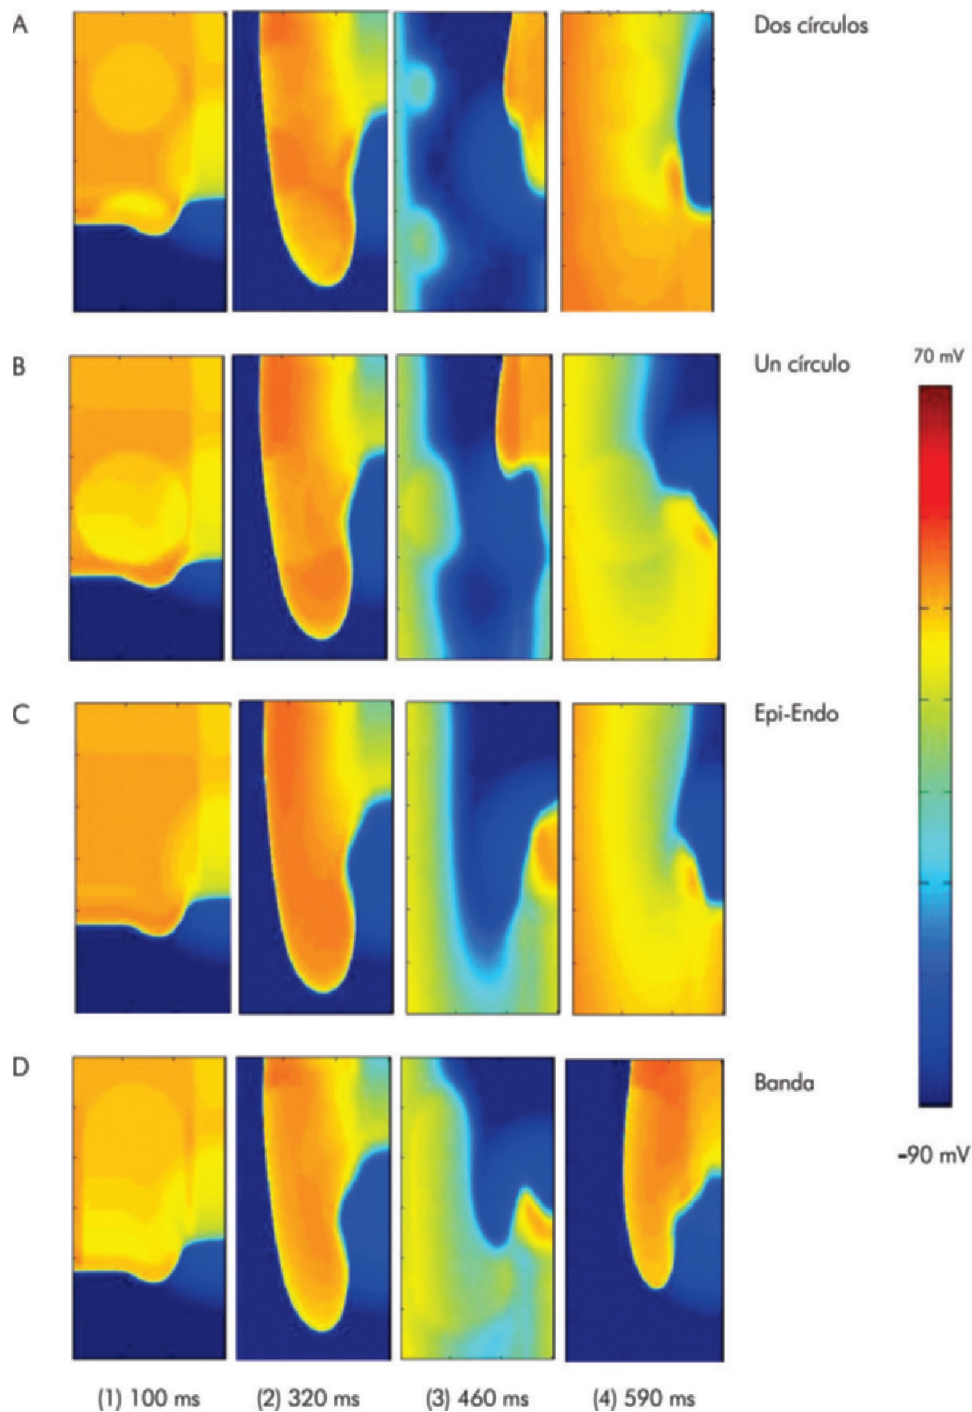 A
Dos círculos
B
Un círculo
70 mV
C
Epi-Endo
D
Banda
-90 mV
(1) 100 ms
(2) 320 ms
(3) 460 ms
(4) 590 ms